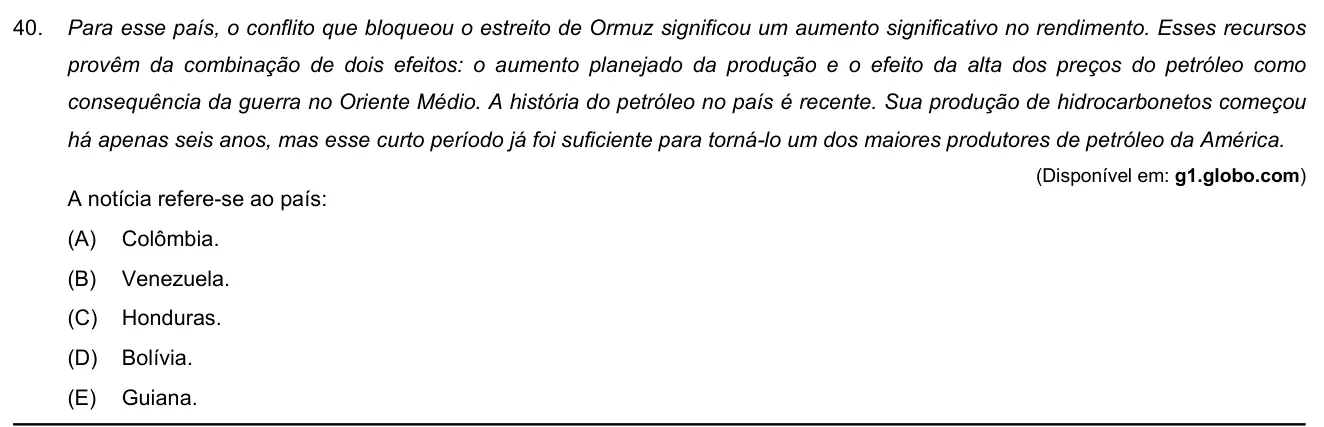 40. Para esse país, o conflito que bloqueou o estreito de Ormuz significou um aumento significativo no rendimento. Esses recursos
provêm da combinação de dois efeitos: o aumento planejado da produção e o efeito da alta dos preços do petróleo como
consequência da guerra no Oriente Médio. A história do petróleo no país é recente. Sua produção de hidrocarbonetos começou
há apenas seis anos, mas esse curto período já foi suficiente para torná-lo um dos maiores produtores de petróleo da América.
(Disponível em: g1.globo.com)
A notícia refere-se ao país:
(A) Colômbia.
(B) Venezuela.
(C) Honduras.
(D) Bolívia.
(E) Guiana.